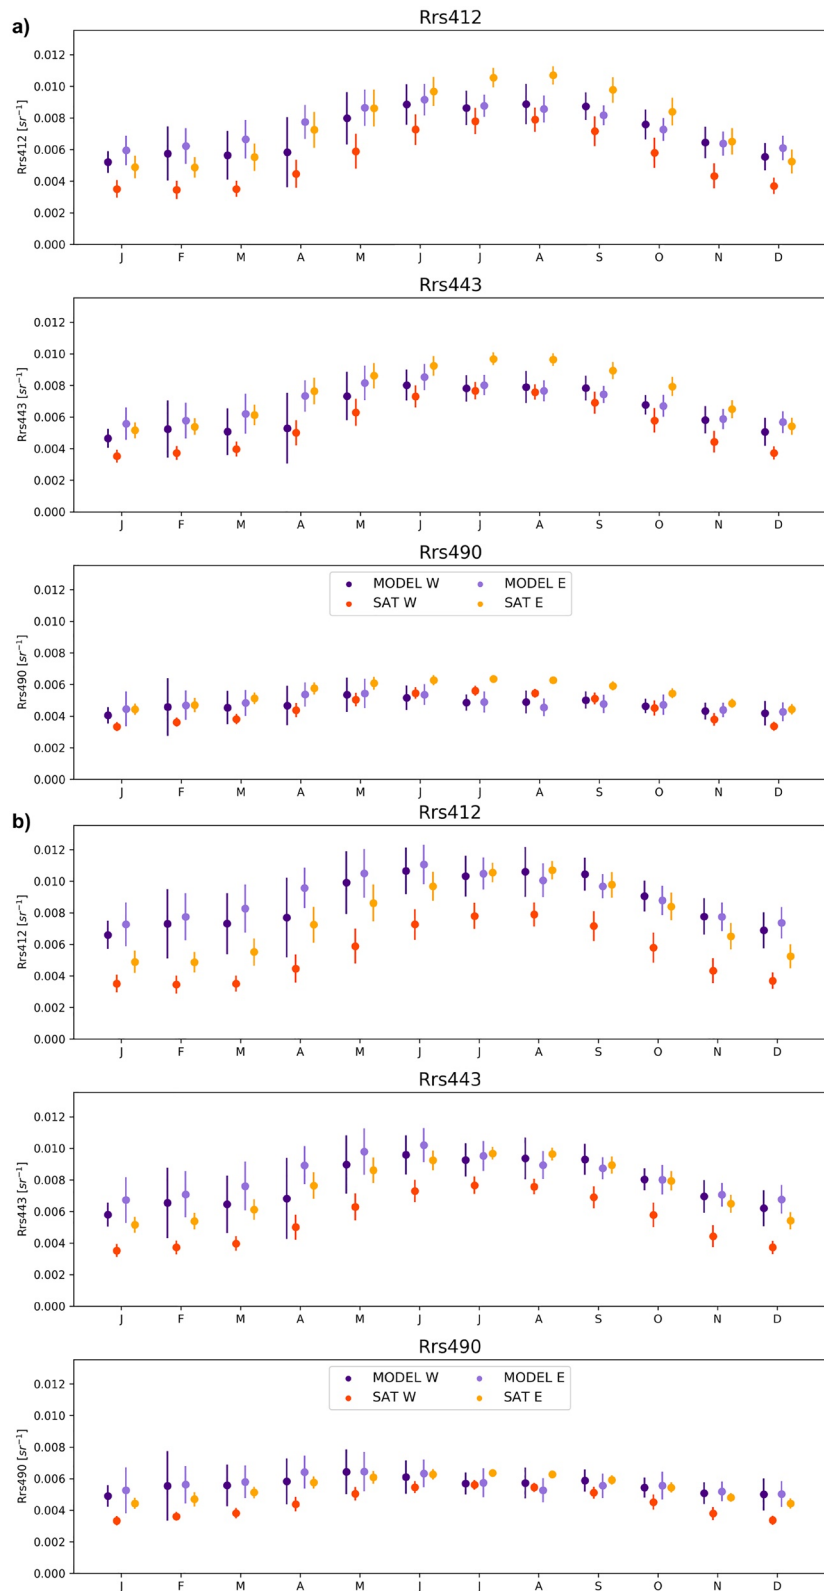 a)
Rrs412
Rrs412 [sr⁻¹]
0.012
0.010
0.008
0.006
0.004
0.002
0.000
J F M A M J J A S O N D
Rrs443
Rrs443 [sr⁻¹]
0.012
0.010
0.008
0.006
0.004
0.002
0.000
J F M A M J J A S O N D
Rrs490
MODEL W MODEL E
SAT W SAT E
Rrs490 [sr⁻¹]
0.012
0.010
0.008
0.006
0.004
0.002
0.000
J F M A M J J A S O N D
b)
Rrs412
Rrs412 [sr⁻¹]
0.012
0.010
0.008
0.006
0.004
0.002
0.000
J F M A M J J A S O N D
Rrs443
Rrs443 [sr⁻¹]
0.012
0.010
0.008
0.006
0.004
0.002
0.000
J F M A M J J A S O N D
Rrs490
MODEL W MODEL E
SAT W SAT E
Rrs490 [sr⁻¹]
0.012
0.010
0.008
0.006
0.004
0.002
0.000
J F M A M J J A S O N D